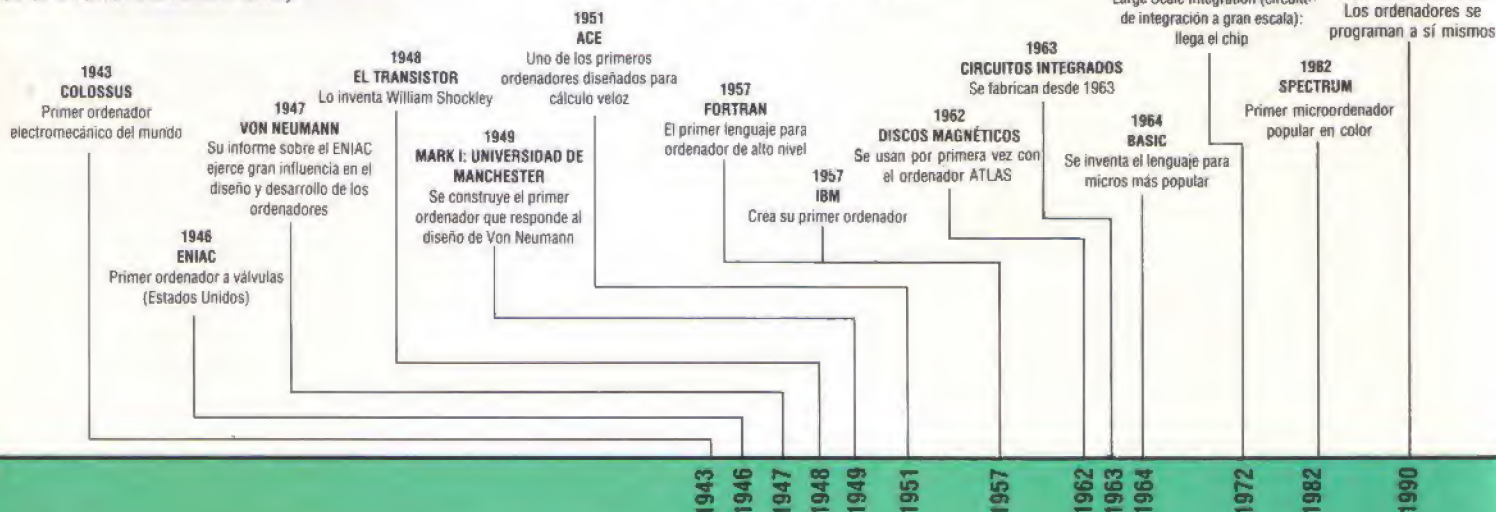 1943
COLOSSUS
Primer ordenador
electromecánico del mundo
1946
ENIAC
Primer ordenador a válvulas
(Estados Unidos)
1947
VON NEUMANN
Su informe sobre el ENIAC
ejerce gran influencia en el
diseño y desarrollo de los
ordenadores
1948
EL TRANSISTOR
Lo inventa William Shockley
1949
MARK I: UNIVERSIDAD DE
MANCHESTER
Se construye el primer
ordenador que responde al
diseño de Von Neumann
1951
ACE
Uno de los primeros
ordenadores diseñados para
cálculo veloz
1957
FORTRAN
El primer lenguaje para
ordenador de alto nivel
1957
IBM
Crea su primer ordenador
1962
DISCOS MAGNÉTICOS
Se usan por primera vez con
el ordenador ATLAS
1963
CIRCUITOS INTEGRADOS
Se fabrican desde 1963
1964
BASIC
Se inventa el lenguaje para
micros más popular
Large Scale Integration
de integración a gran escala):
llega el chip
1982
SPECTRUM
Primer microordenador
popular en color
Los ordenadores se
programan a sí mismos
1943 1946 1947 1948 1949 1951 1957 1962 1963 1964 1972 1982 1990